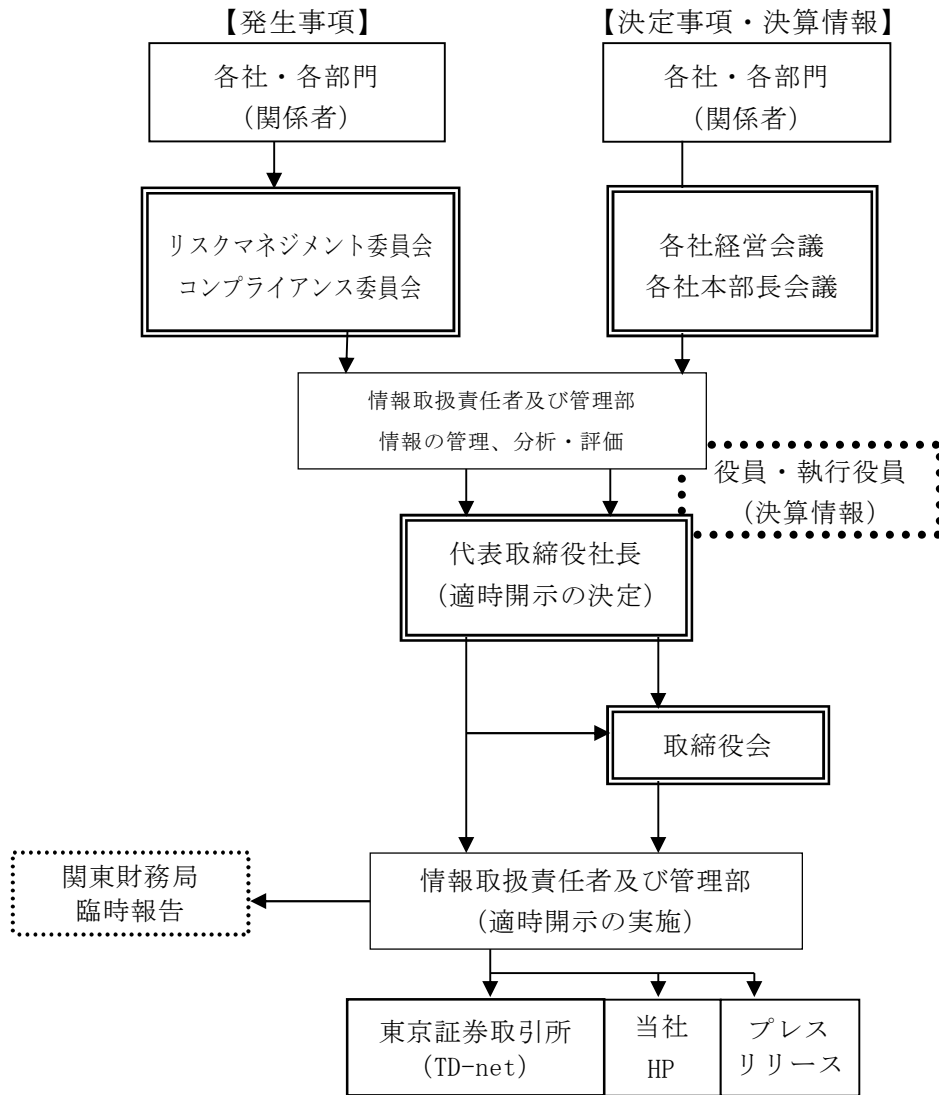 【発生事項】
【決定事項・決算情報】
各社・各部門
(関係者)
各社・各部門
(関係者)
リスクマネジメント委員会
コンプライアンス委員会
各社経営会議
各社本部長会議
情報取扱責任者及び管理部
情報の管理、分析・評価
役員・執行役員
(決算情報)
代表取締役社長
(適時開示の決定)
取締役会
関東財務局
臨時報告
情報取扱責任者及び管理部
(適時開示の実施)
東京証券取引所
(TD-net)
当社
HP
プレス
リリース